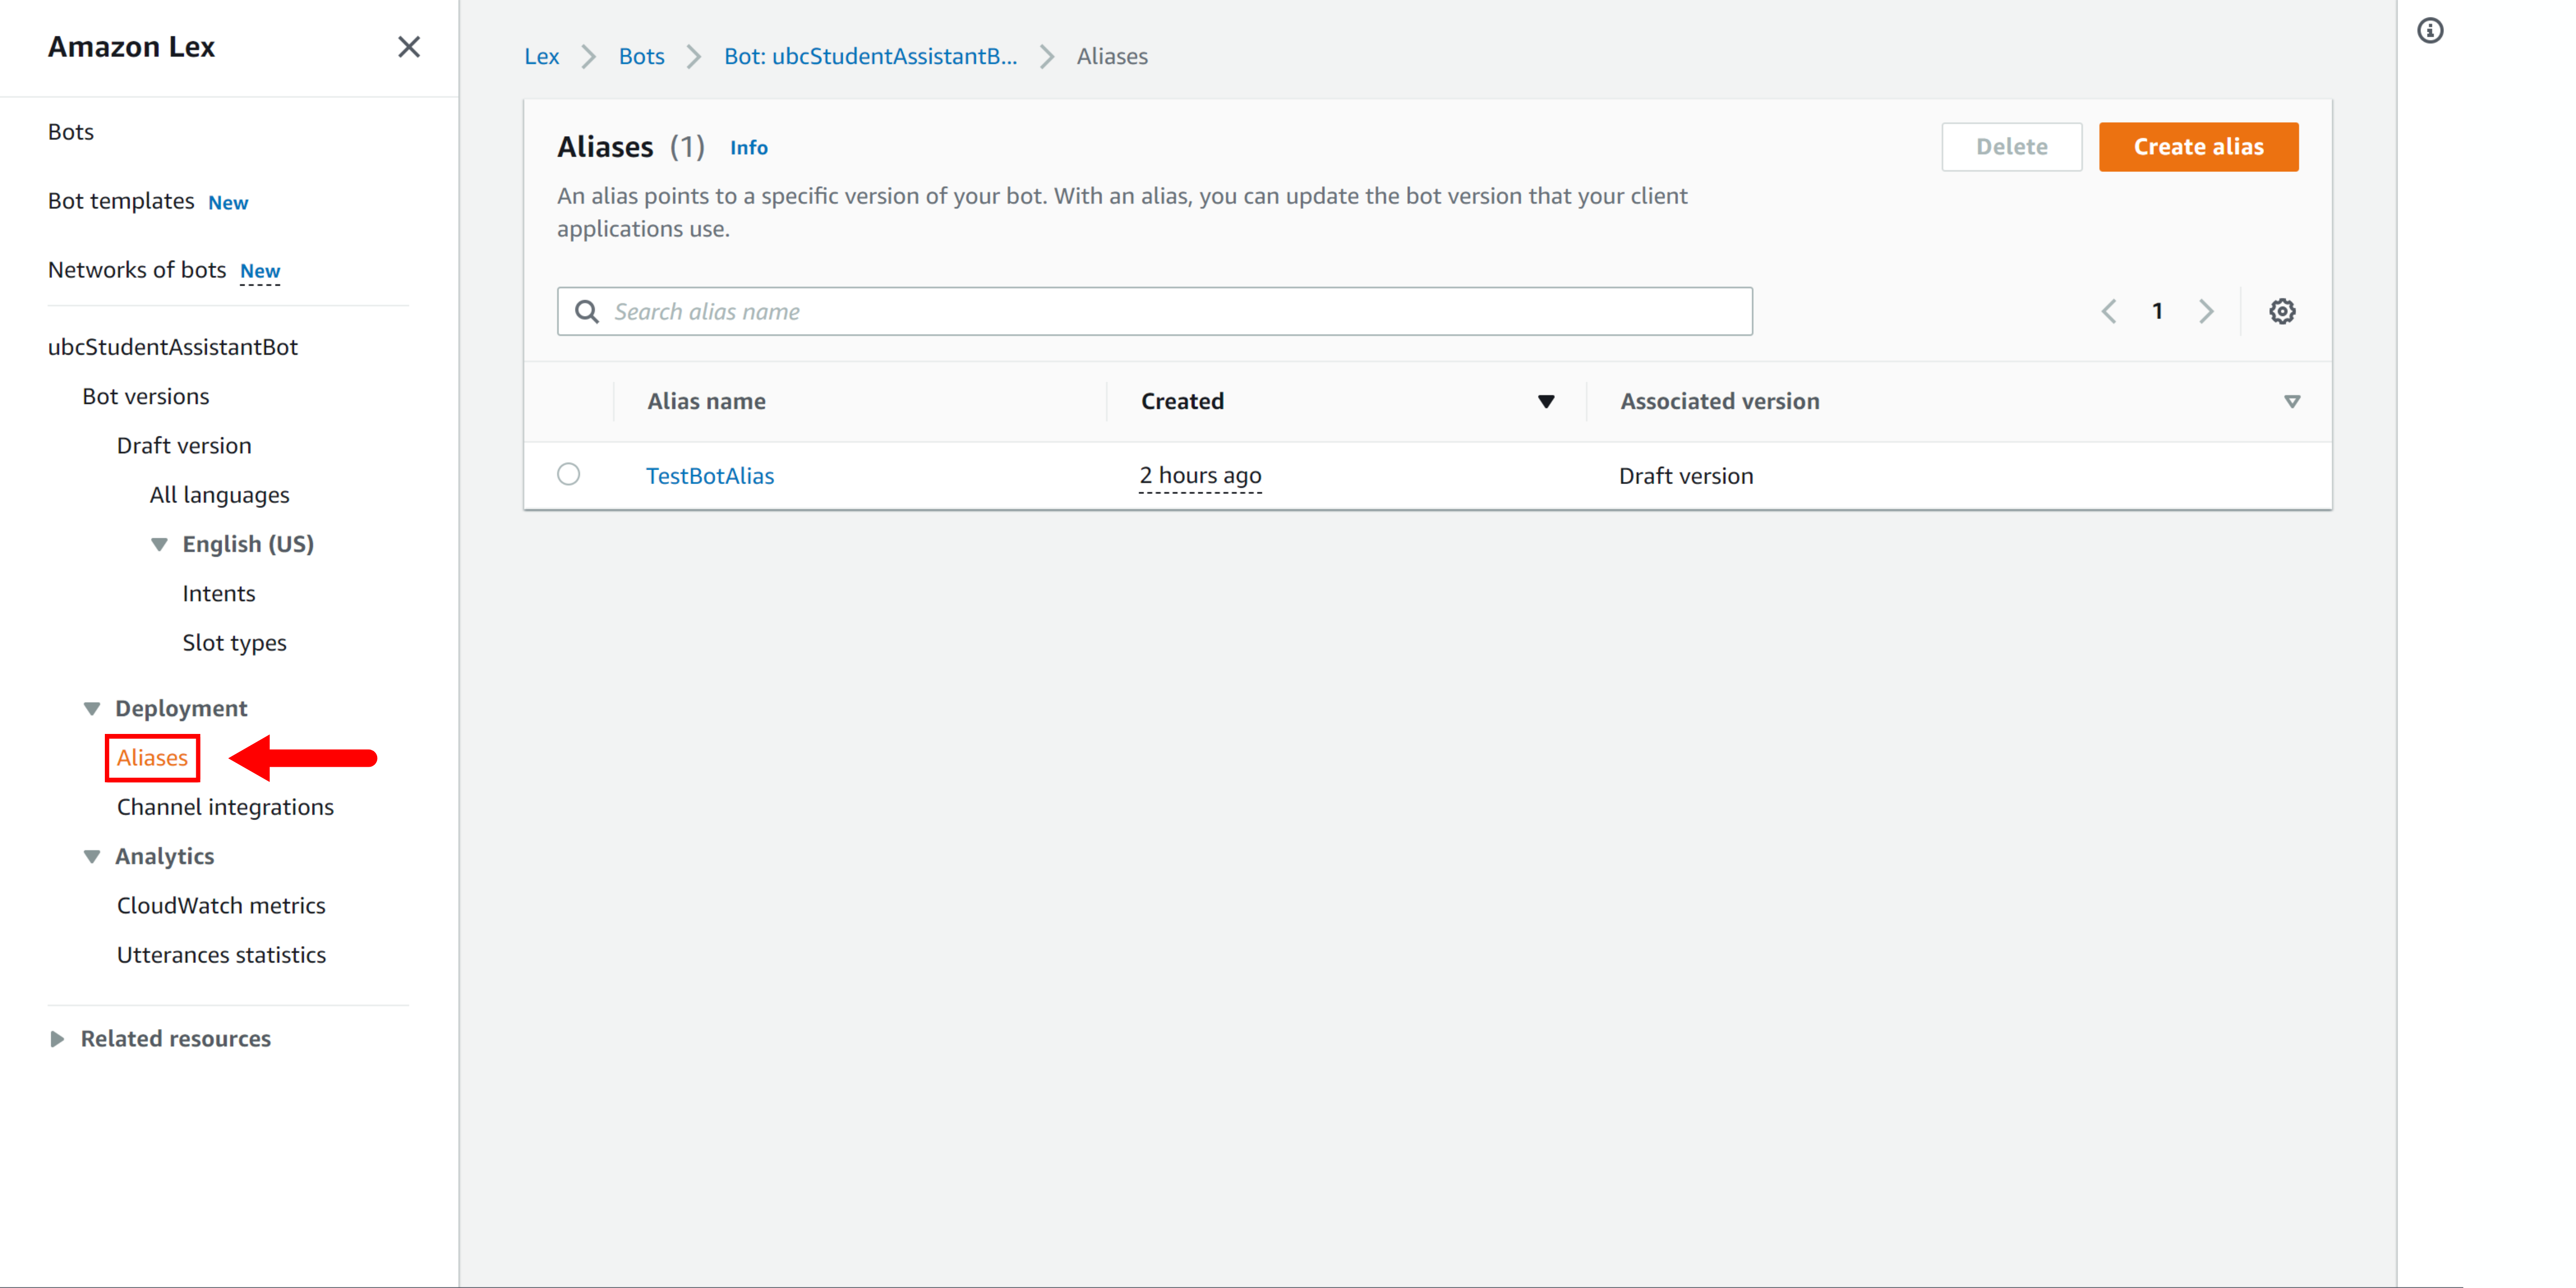 Amazon Lex
Bots
Bot templates New
Networks of bots New
ubcStudentAssistantBot
Bot versions
Draft version
All languages
English (US)
Intents
Slot types
Deployment
Aliases
Channel integrations
Analytics
CloudWatch metrics
Utterances statistics
Related resources
Lex Bots Bot: ubcStudentAssistantB... Aliases
Aliases (1) Info
Delete
Create alias
An alias points to a specific version of your bot. With an alias, you can update the bot version that your client
applications use.
Search alias name
1
Alias name Created Associated version
TestBotAlias 2 hours ago Draft version